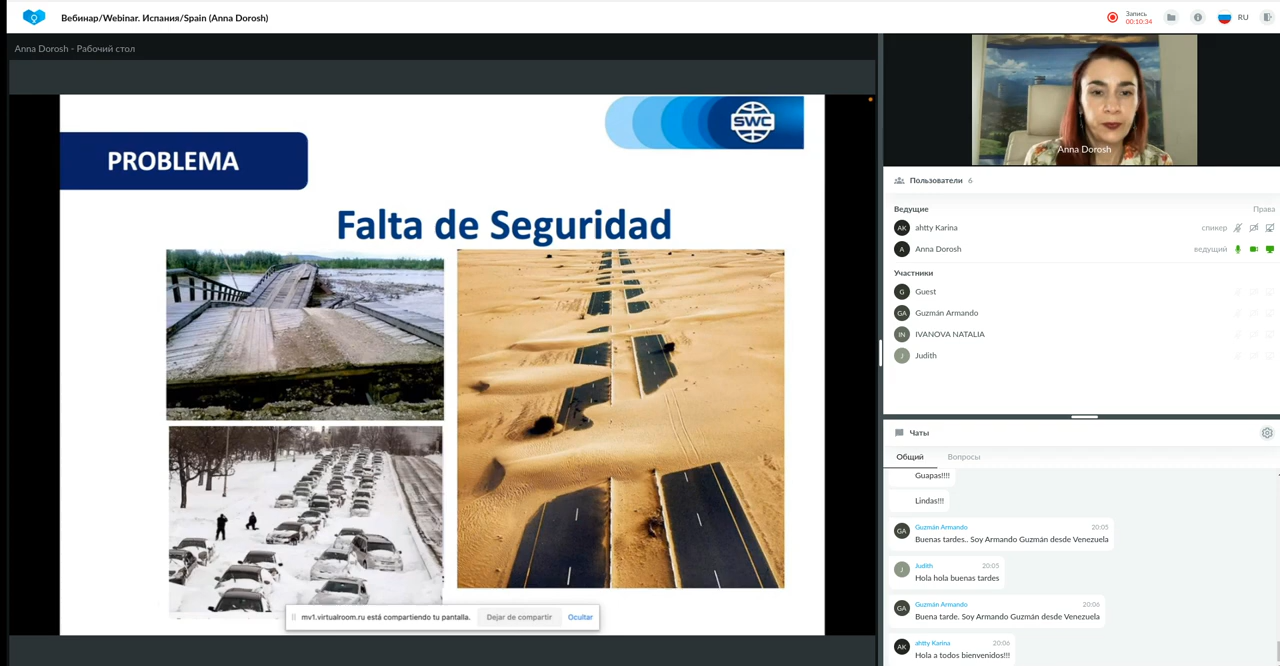 Вебинар/Webinar. Испания/Spain (Anna Dorosh)
Запись
00:10:34
RU
Anna Dorosh - Рабочий стол
SWC
PROBLEMA
Falta de Seguridad
mv1.virtualroom.ru está compartiendo tu pantalla.
Dejar de compartir
Ocultar
Anna Dorosh
Пользователи 6
Ведущие
Права
AK ahtty Karina спикер
A Anna Dorosh ведущий
Участники
G Guest
GA Guzmán Armando
IN IVANOVA NATALIA
J Judith
Чаты
Общий
Вопросы
Guapas!!!!
Lindas!!!
GA Guzmán Armando 20:05
Buenas tardes.. Soy Armando Guzmán desde Venezuela
J Judith 20:05
Hola hola buenas tardes
GA Guzmán Armando 20:06
Buena tarde. Soy Armando Guzmán desde Venezuela
AK ahtty Karina 20:06
Hola a todos bienvenidos!!!